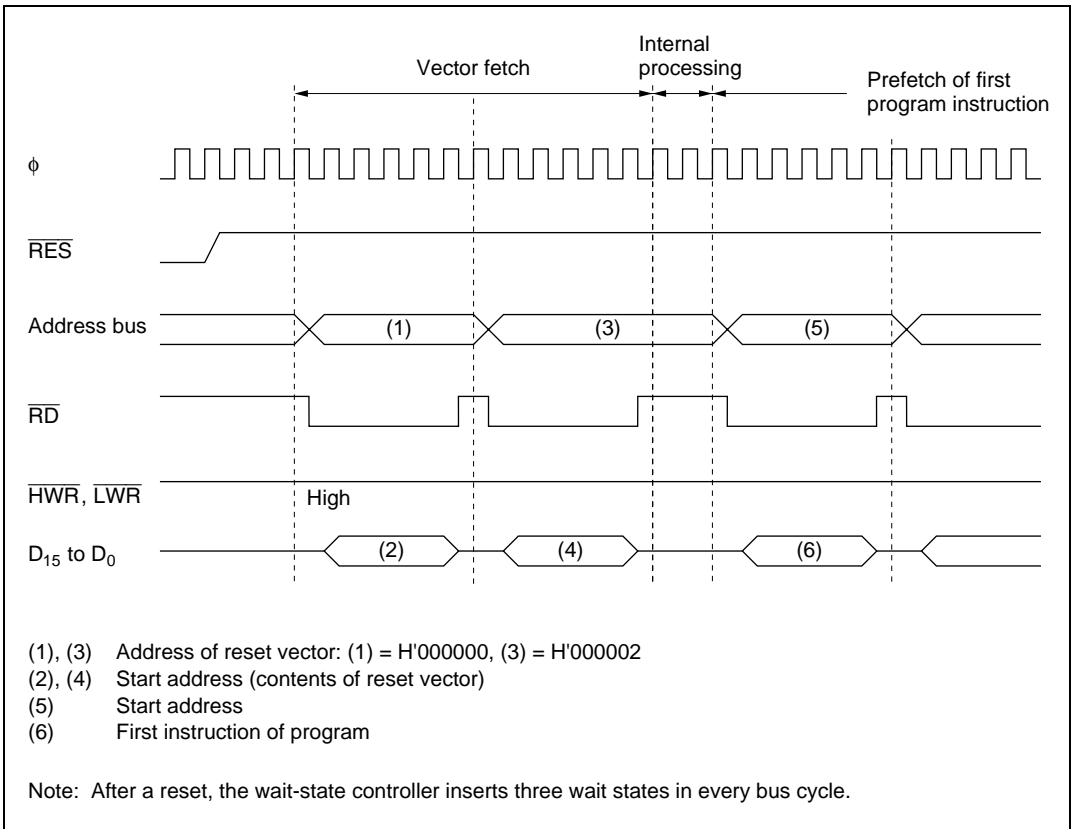 Vector fetch
Internal
processing
Prefetch of first
program instruction
φ
RES
Address bus
(1)
(3)
(5)
RD
HWR, LWR
High
D15 to D0
(2)
(4)
(6)
(1), (3) Address of reset vector: (1) = H'000000, (3) = H'000002
(2), (4) Start address (contents of reset vector)
(5) Start address
(6) First instruction of program
Note: After a reset, the wait-state controller inserts three wait states in every bus cycle.